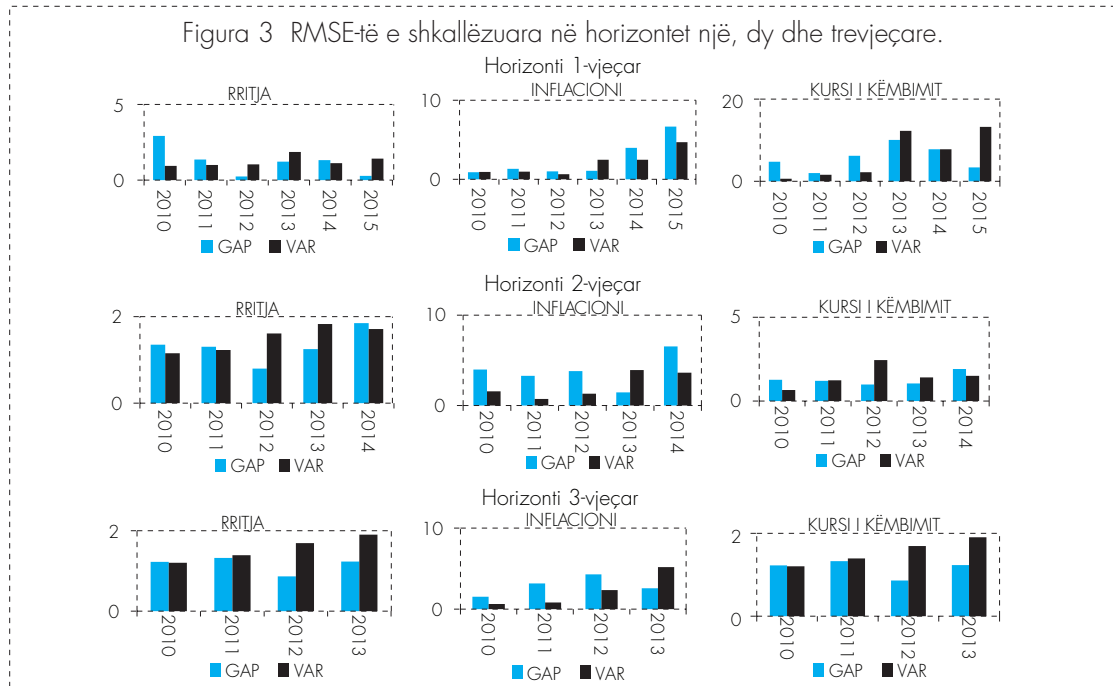 Figura 3 RMSE-të e shkallëzuara në horizontet një, dy dhe trevjeçare.
Horizonti 1-vjeçar
RRITJA
5
0
2010
2011
2012
2013
2014
2015
GAP VAR
INFLACIONI
10
0
2010
2011
2012
2013
2014
2015
GAP VAR
KURSI I KËMBIMIT
20
0
2010
2011
2012
2013
2014
2015
GAP VAR
Horizonti 2-vjeçar
RRITJA
2
0
2010
2011
2012
2013
2014
GAP VAR
INFLACIONI
10
0
2010
2011
2012
2013
2014
GAP VAR
KURSI I KËMBIMIT
5
0
2010
2011
2012
2013
2014
GAP VAR
Horizonti 3-vjeçar
RRITJA
2
0
2010
2011
2012
2013
GAP VAR
INFLACIONI
10
0
2010
2011
2012
2013
GAP VAR
KURSI I KËMBIMIT
2
0
2010
2011
2012
2013
GAP VAR